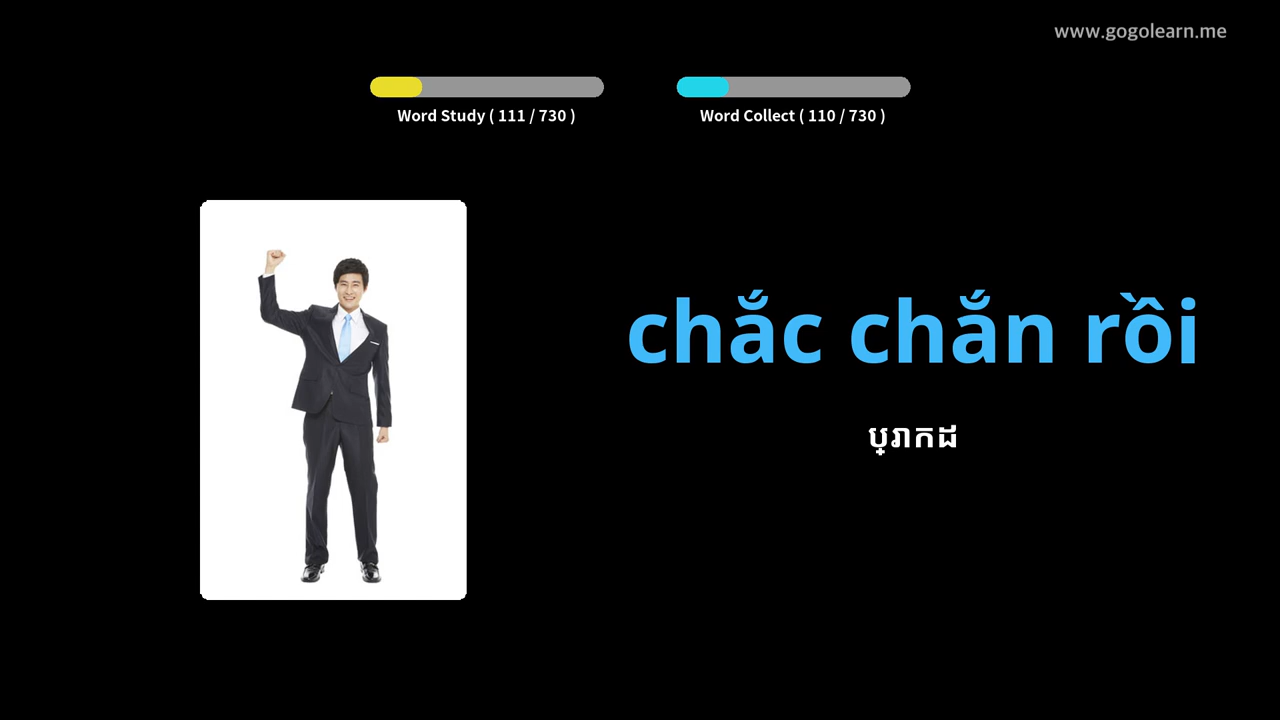 www.gogolearn.me
Word Study ( 111 / 730 )
Word Collect ( 110 / 730 )
chắc chắn rồi
ប្រាកដ